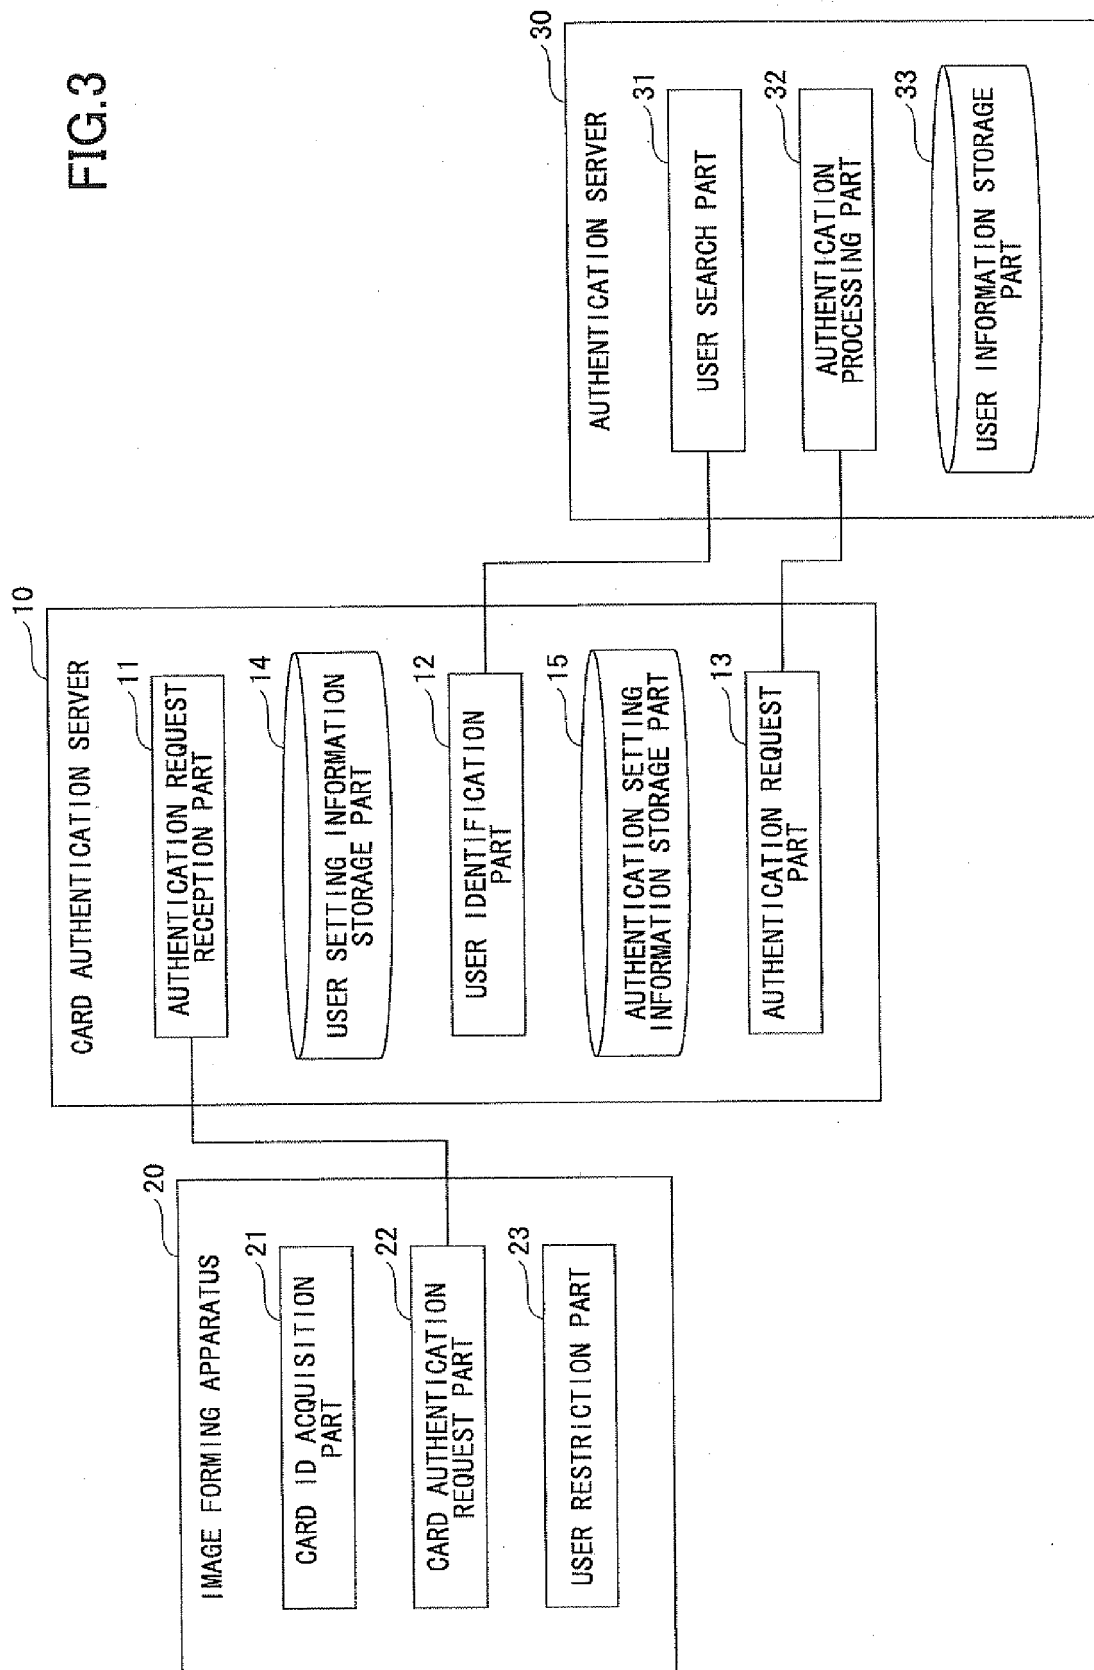 FIG.3
20
IMAGE FORMING APPARATUS
21
CARD ID ACQUISITION
PART
22
CARD AUTHENTICATION
REQUEST PART
23
USER RESTRICTION PART
10
CARD AUTHENTICATION SERVER
11
AUTHENTICATION REQUEST
RECEPTION PART
14
USER SETTING INFORMATION
STORAGE PART
12
USER IDENTIFICATION
PART
15
AUTHENTICATION SETTING
INFORMATION STORAGE PART
13
AUTHENTICATION REQUEST
PART
30
AUTHENTICATION SERVER
31
USER SEARCH PART
32
AUTHENTICATION
PROCESSING PART
33
USER INFORMATION STORAGE
PART